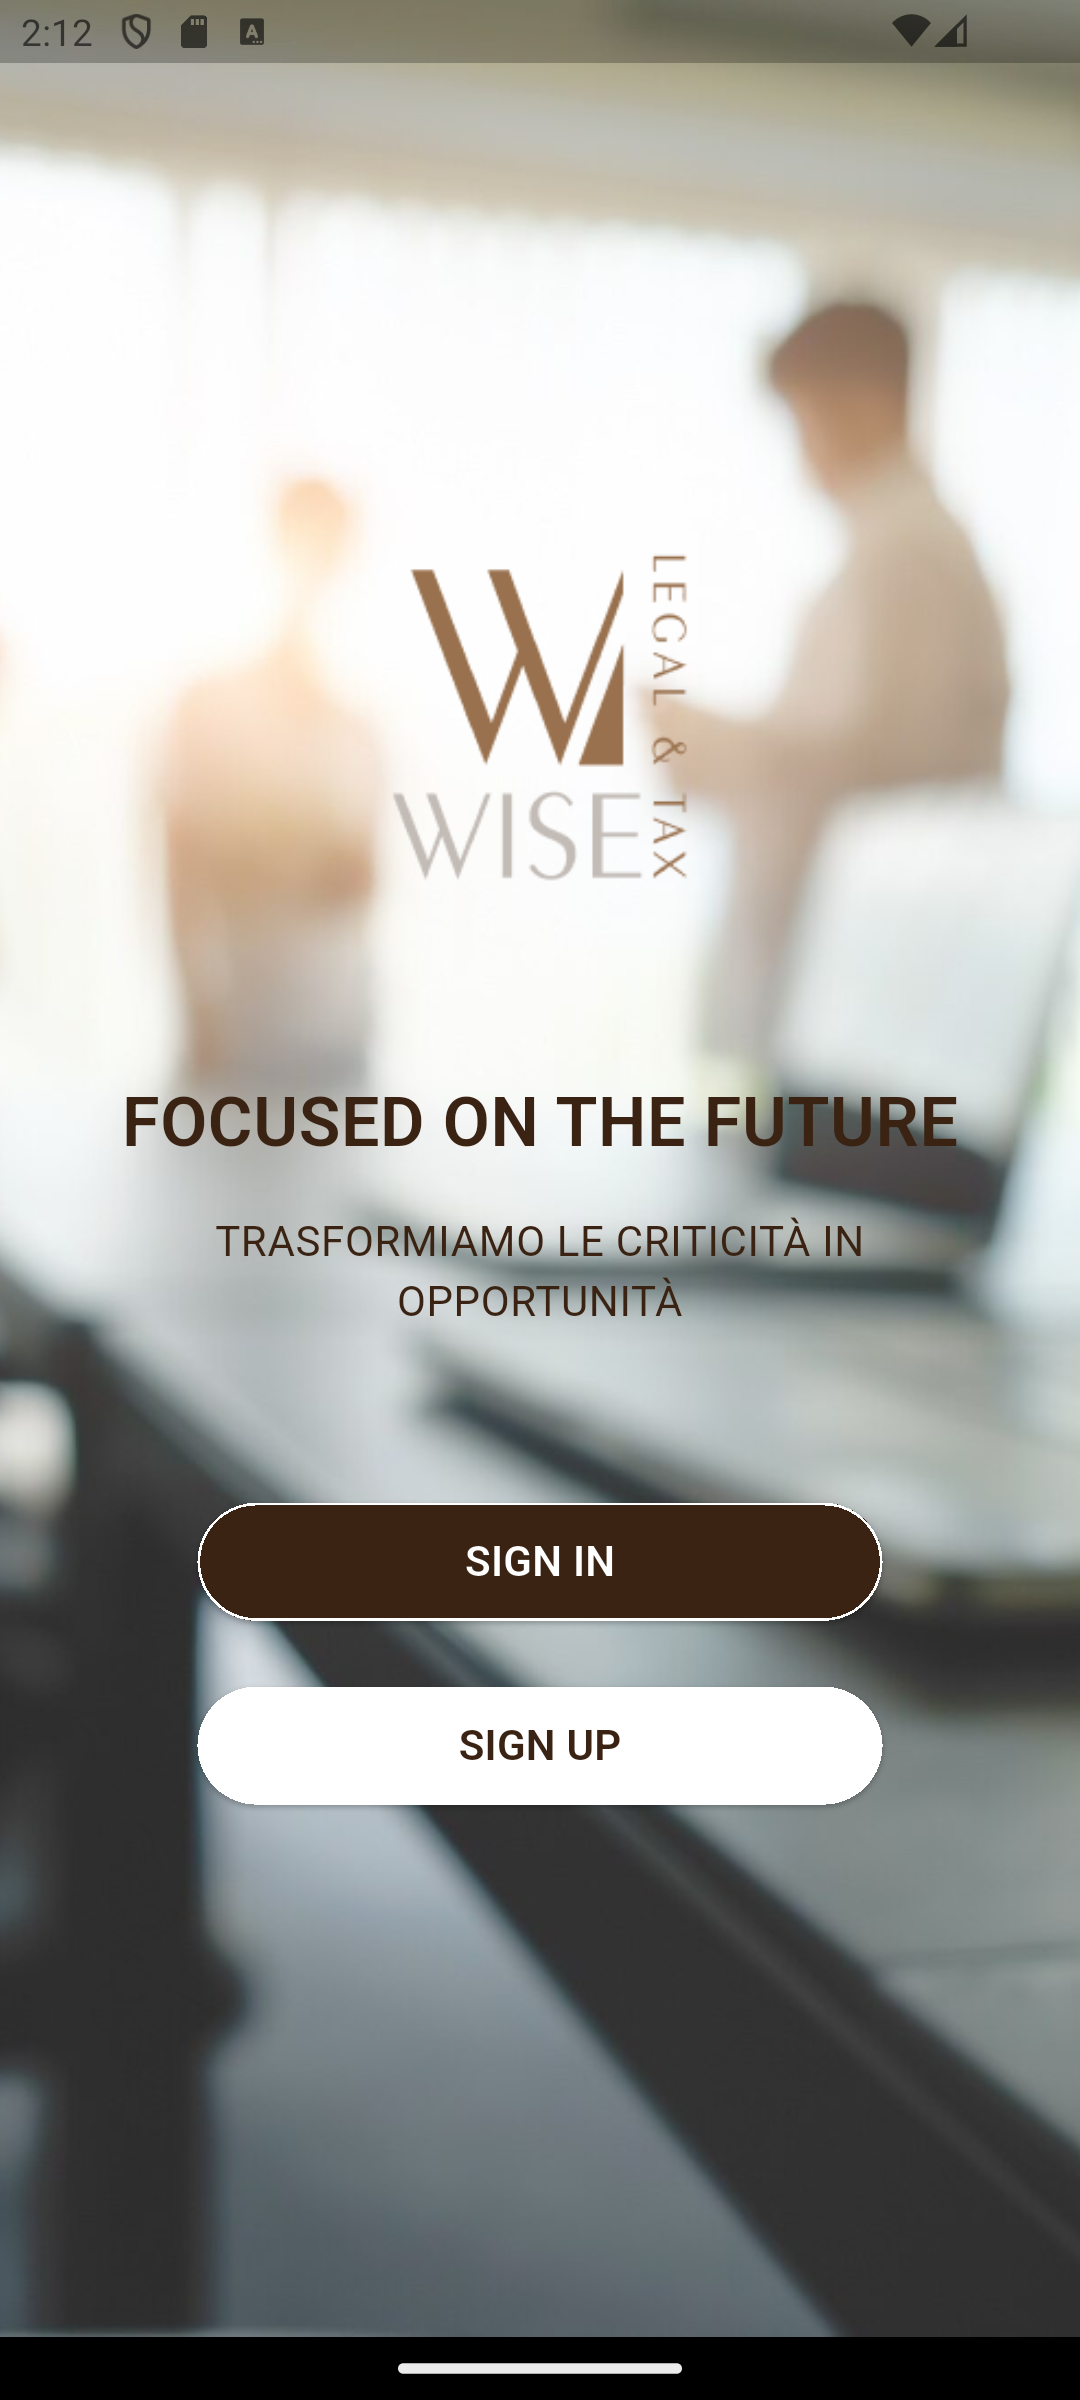 2:12
W
LEGAL & TAX
WISE
FOCUSED ON THE FUTURE
TRASFORMIAMO LE CRITICITÀ IN
OPPORTUNITÀ
SIGN IN
SIGN UP